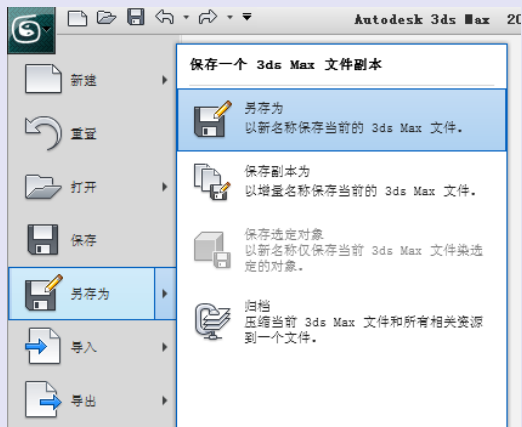 Autodesk 3ds Max 20
新建
重置
打开
保存
另存为
导入
导出
保存一个 3ds Max 文件副本
另存为
以新名称保存当前的 3ds Max 文件.
保存副本为
以增量名称保存当前的 3ds Max 文件.
保存选定对象
以新名称仅保存当前 3ds Max 文件染选
定的对象.
归档
压缩当前 3ds Max 文件和所有相关资源
到一个文件.